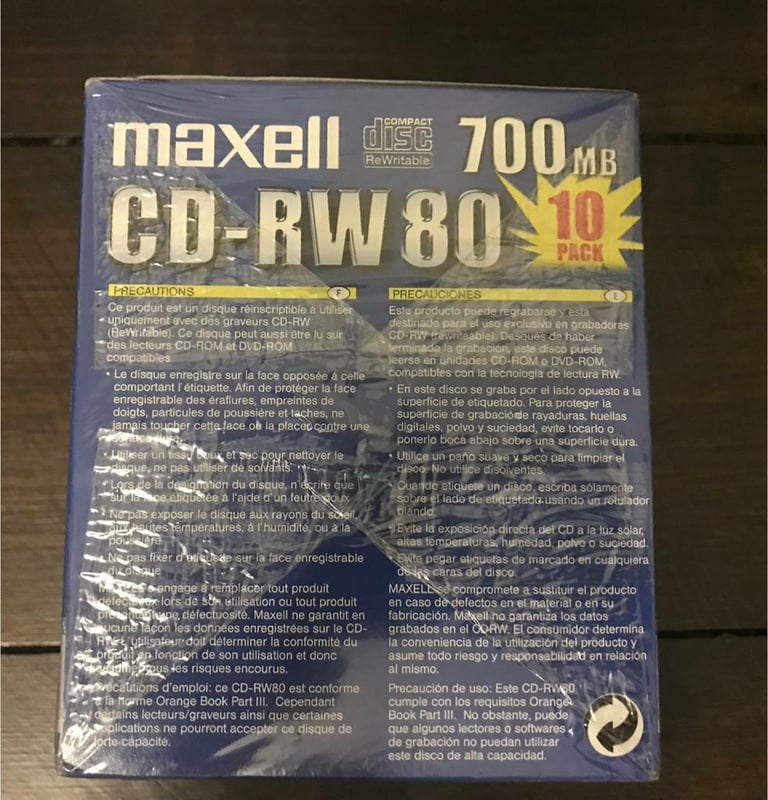 maxell COMPACT disc ReWritable 700MB
CD-RW 80 10 PACK
PRECAUTIONS F
Ce produit est un disque réinscriptible à utiliser
uniquement avec des graveurs CD-RW
(ReWritable). Ce disque peut aussi être lu sur
des lecteurs CD-ROM et DVD-ROM
compatibles.
• Le disque enregistre sur la face opposée à celle
comportant l'étiquette. Afin de protéger la face
enregistrable des éraflures, empreintes de
doigts, particules de poussière et taches, ne
jamais toucher cette face ou la placer contre une
• Utiliser un tissu doux et sec pour nettoyer le
disque, ne pas utiliser de solvants.
• Lors de la désignation du disque, n'écrire que
sur la face étiquetée à l'aide d'un feutre doux
• Ne pas exposer le disque aux rayons du soleil,
aux hautes températures, à l'humidité, ou à la
poussière.
• Ne pas fixer d'étiquette sur la face enregistrable
du disque
MAXELL s'engage à remplacer tout produit
défectueux lors de son utilisation ou tout produit
présentant une défectuosité. Maxell ne garantit en
aucune façon les données enregistrées sur le CD-
RW. L'utilisateur doit déterminer la conformité du
produit en fonction de son utilisation et donc
tous les risques encourus.
Précautions d'emploi: ce CD-RW80 est conforme
à la norme Orange Book Part III. Cependant
certains lecteurs/graveurs ainsi que certaines
applications ne pourront accepter ce disque de
forte capacité.
PRECAUCIONES E
Este producto puede regrabarse y está
destinado para el uso exclusivo en grabadoras
CD-RW (rewriteable). Después de haber
terminado la grabación, este disco puede
leerse en unidades CD-ROM o DVD-ROM,
compatibles con la tecnología de lectura RW.
• En este disco se graba por el lado opuesto a la
superficie de etiquetado. Para proteger la
superficie de grabación de rayaduras, huellas
digitales, polvo y suciedad, evite tocarlo o
ponerlo boca abajo sobre una superficie dura.
• Utilice un paño suave y seco para limpiar el
disco. No utilice disolventes.
• Cuando etiquete un disco, escriba sólamente
sobre el lado de etiquetado usando un rotulador
blando.
• Evite la exposición directa del CD a la luz solar,
altas temperaturas, humedad, polvo o suciedad.
• Evite pegar etiquetas de marcado en cualquiera
de las caras del disco.
MAXELL se compromete a sustituir el producto
en caso de defectos en el material o en su
fabricación. Maxell no garantiza los datos
grabados en el CD-RW. El consumidor determina
la conveniencia de la utilización del producto y
asume todo riesgo y responsabilidad en relación
al mismo.
Precaución de uso: Este CD-RW80
cumple con los requisitos Orange
Book Part III. No obstante, puede
que algunos lectores o softwares
de grabación no puedan utilizar
este disco de alta capacidad.